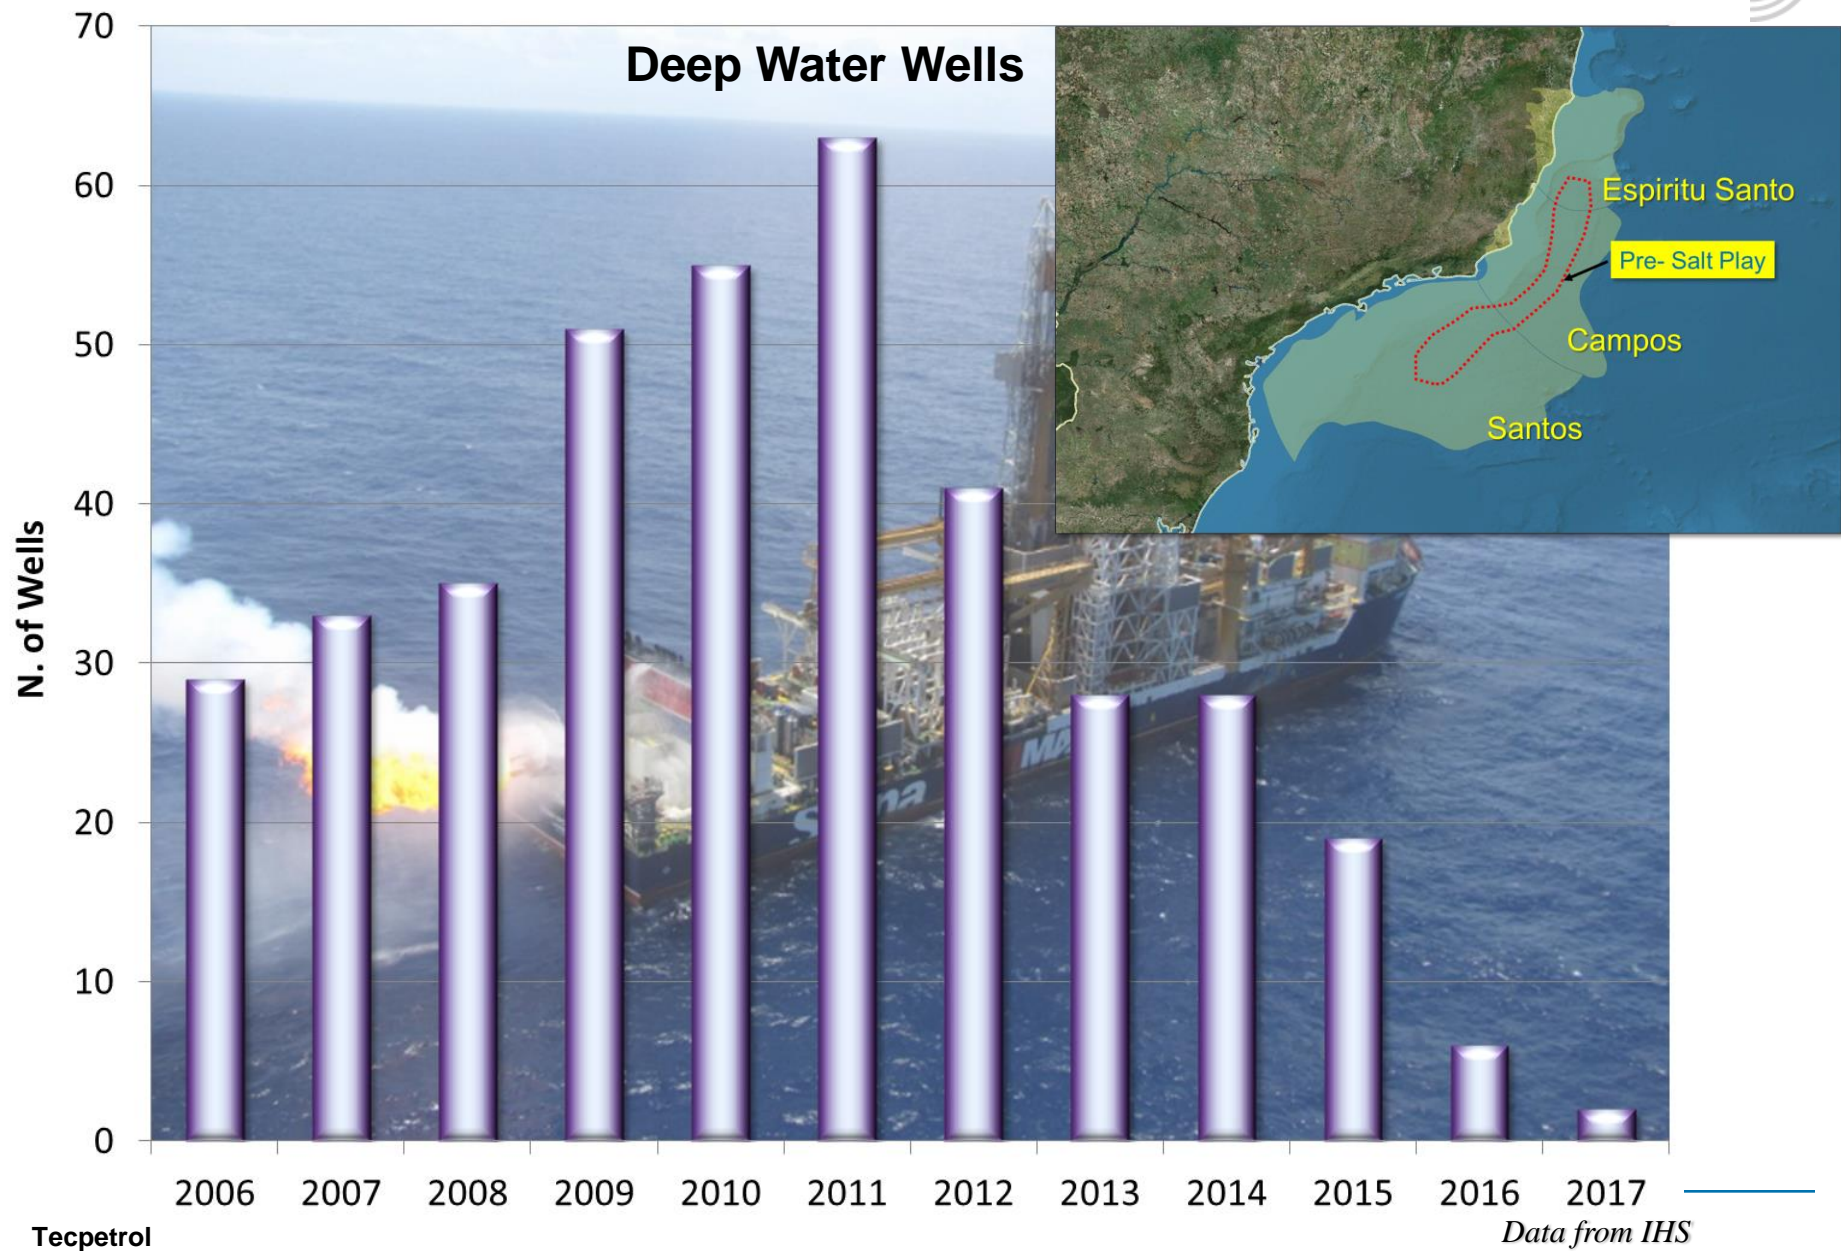 Deep Water Wells
N. of Wells
70
60
50
40
30
20
10
0
2006 2007 2008 2009 2010 2011 2012 2013 2014 2015 2016 2017
Espiritu Santo
Pre- Salt Play
Campos
Santos
Tecpetrol
Data from IHS